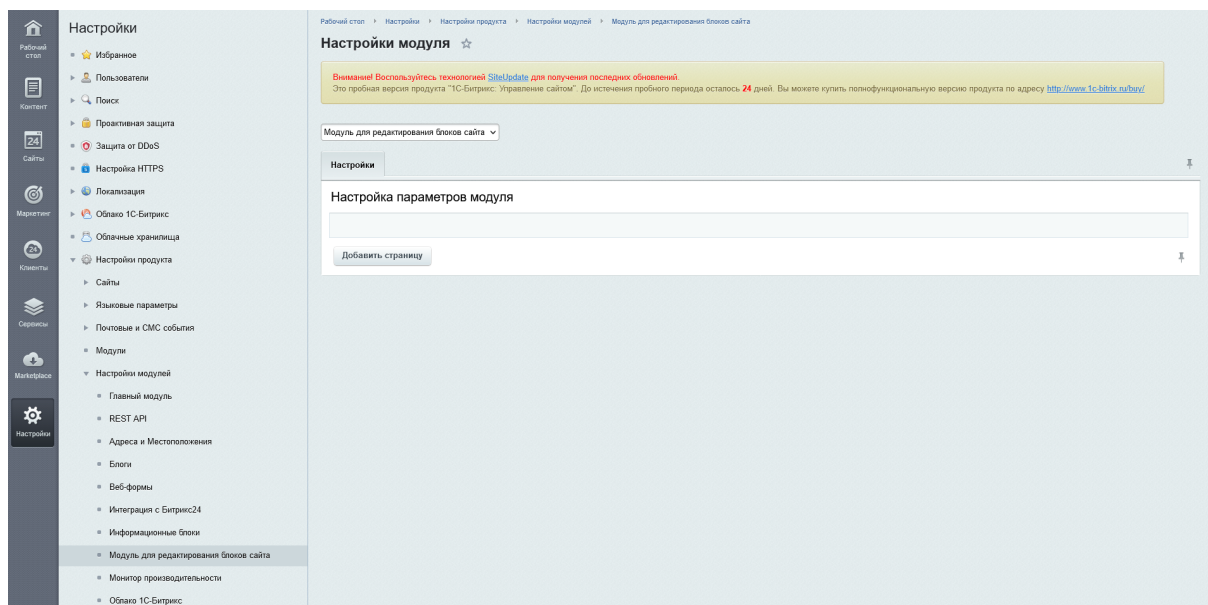 Рабочий
стол
Контент
24
Сайты
Маркетинг
24
Клиенты
Сервисы
Marketplace
Настройки
Настройки
Избранное
Пользователи
Поиск
Проактивная защита
Защита от DDoS
Настройка HTTPS
Локализация
Облако 1С-Битрикс
Облачные хранилища
Настройки продукта
Сайты
Языковые параметры
Почтовые и СМС события
Модули
Настройки модулей
Главный модуль
REST API
Адреса и Местоположения
Блоги
Веб-формы
Интеграция с Битрикс24
Информационные блоки
Модуль для редактирования блоков сайта
Монитор производительности
Облако 1С-Битрикс
Рабочий стол Настройки Настройки продукта Настройки модулей Модуль для редактирования блоков сайта
Настройки модуля
Внимание! Воспользуйтесь технологией SiteUpdate для получения последних обновлений.
Это пробная версия продукта "1С-Битрикс: Управление сайтом". До истечения пробного периода осталось 24 дней. Вы можете купить полнофункциональную версию продукта по адресу http://www.1c-bitrix.ru/buy/
Модуль для редактирования блоков сайта
Настройки
Настройка параметров модуля
Добавить страницу